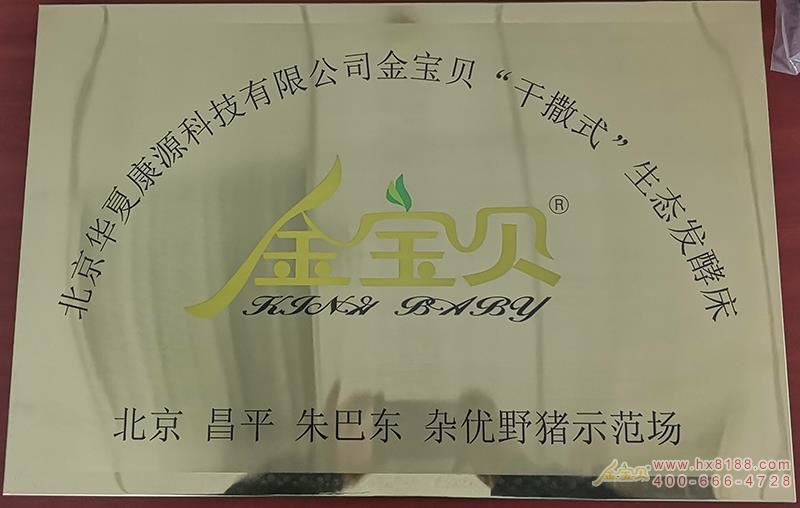 北京华夏康源科技有限公司金宝贝“干撒式”生态发酵床
金宝贝®
KING BABY
北京 昌平 朱巴东 杂优野猪示范场
金宝贝 www.hx8188.com
400-666-4728